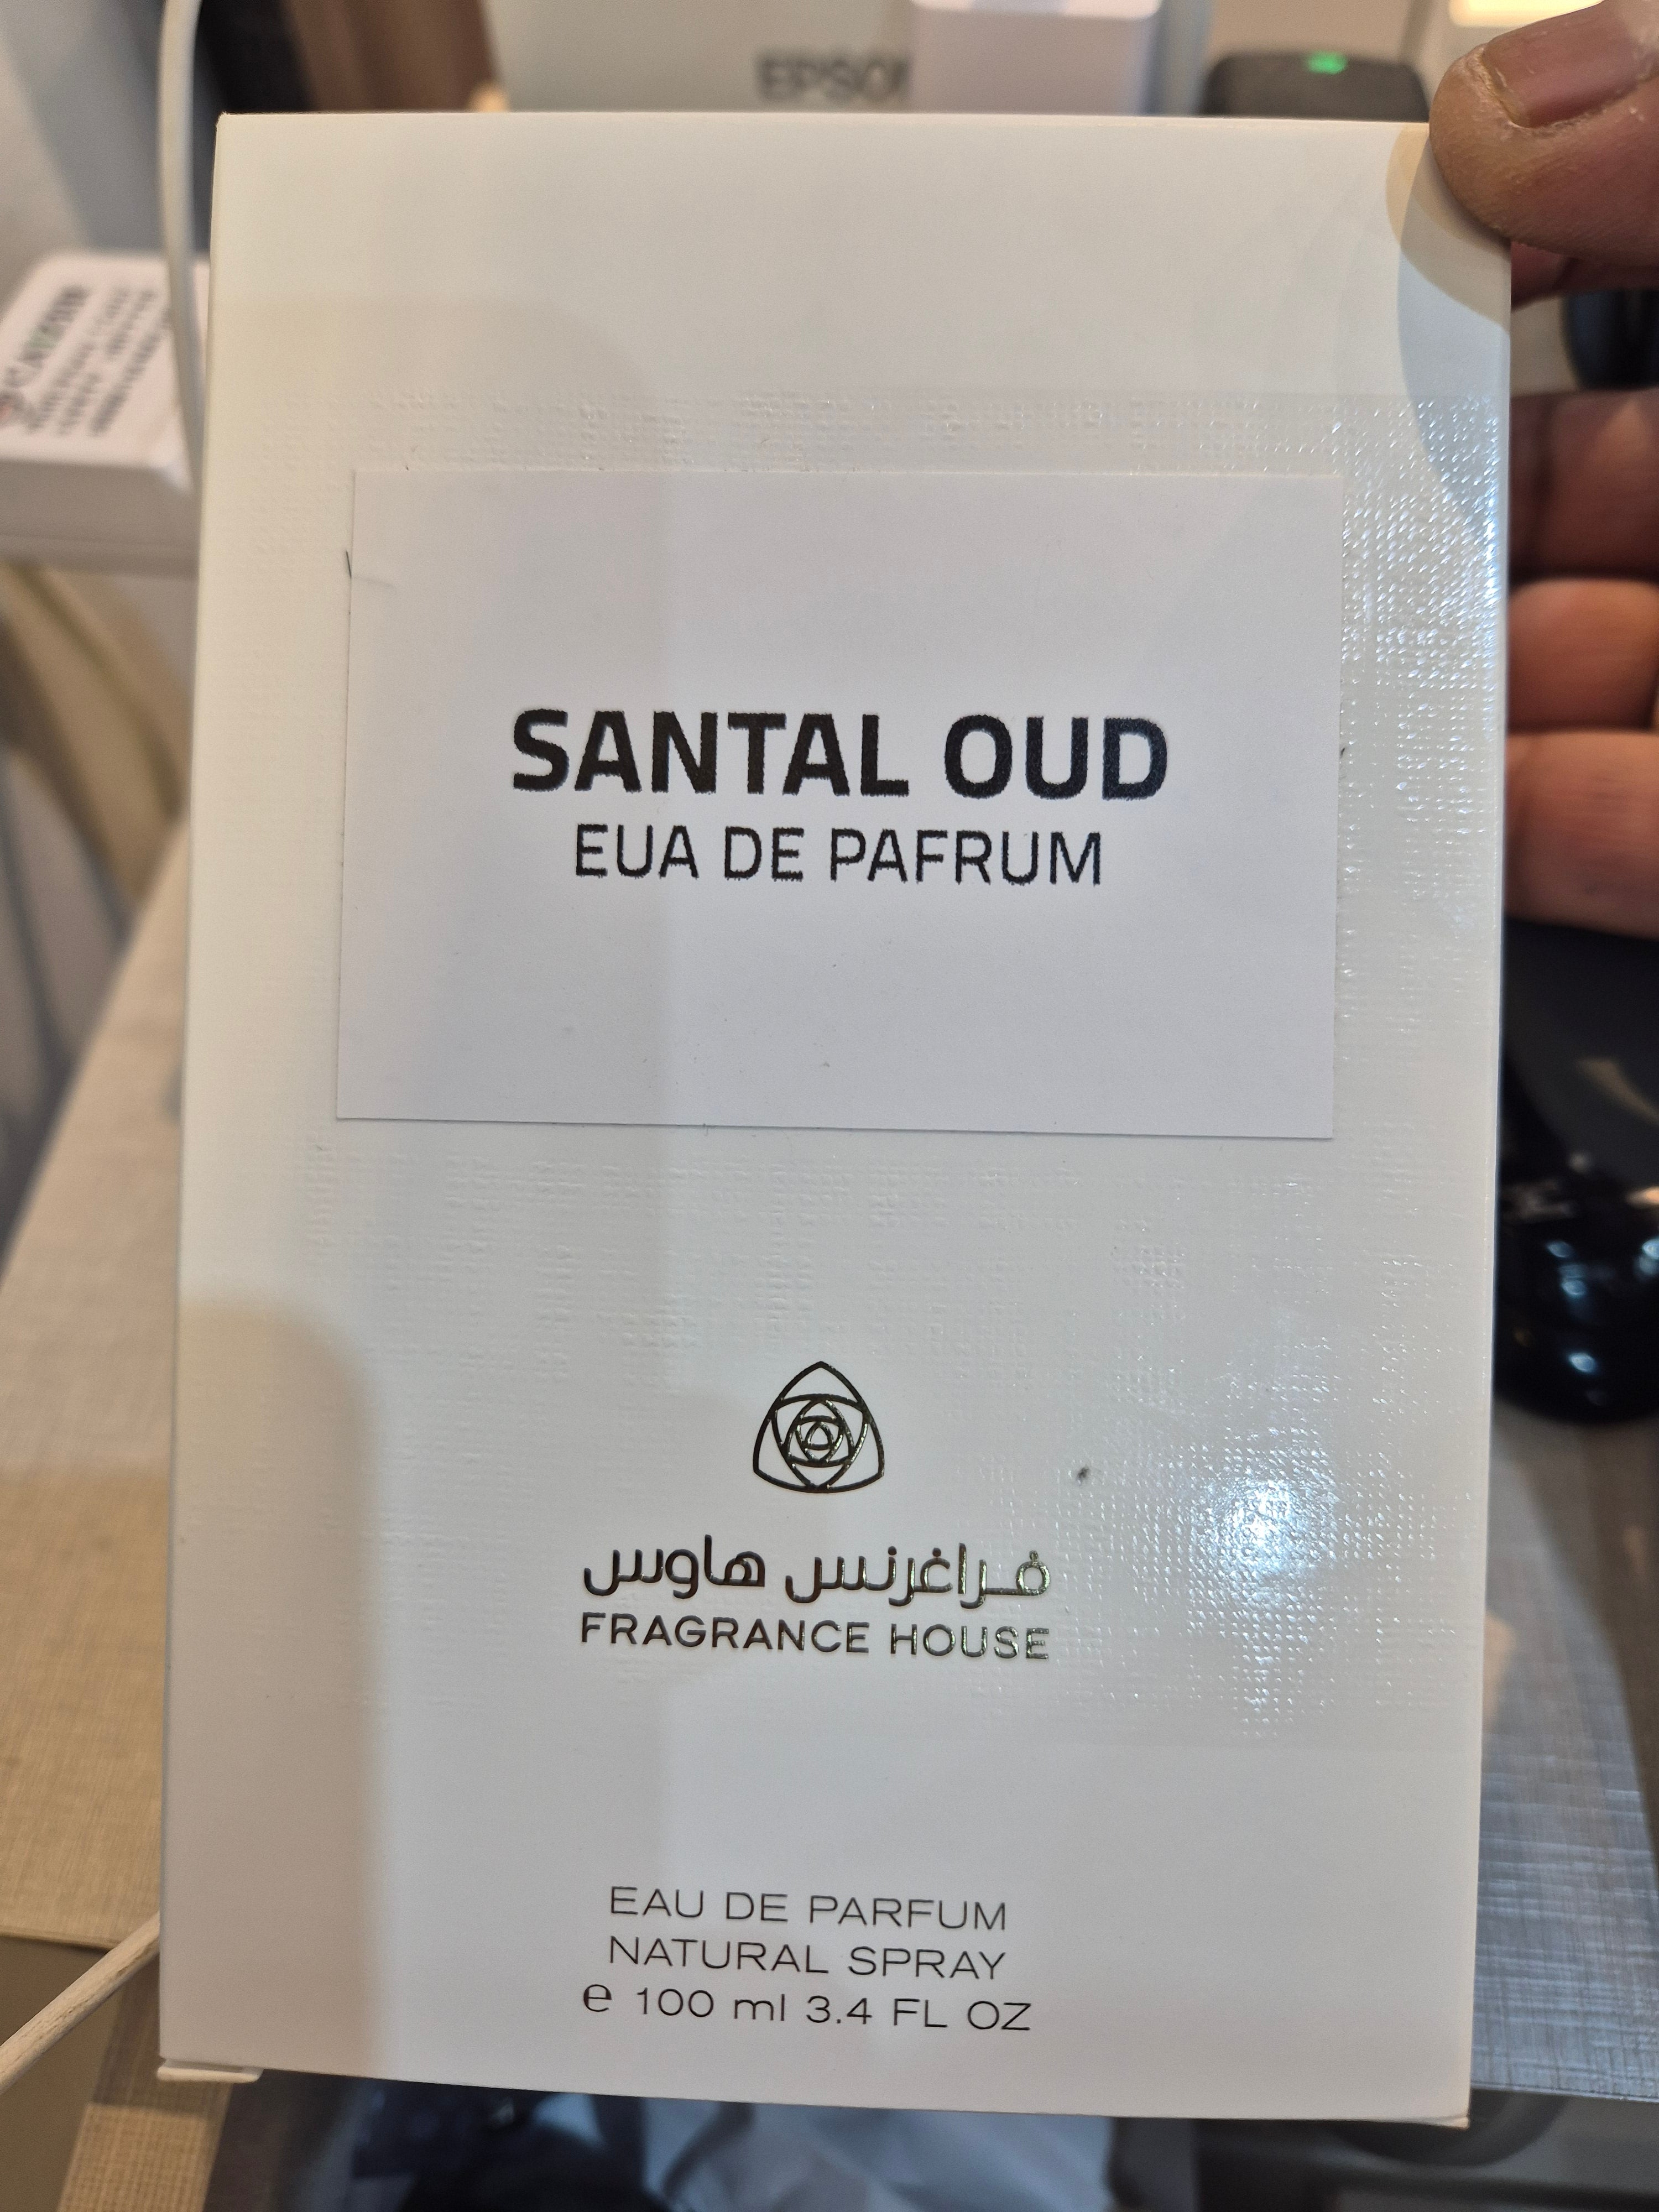 EPSON
SANTAL OUD
EUA DE PAFRUM
فراغرنس هاوس
FRAGRANCE HOUSE
EAU DE PARFUM
NATURAL SPRAY
e 100 ml 3.4 FL OZ